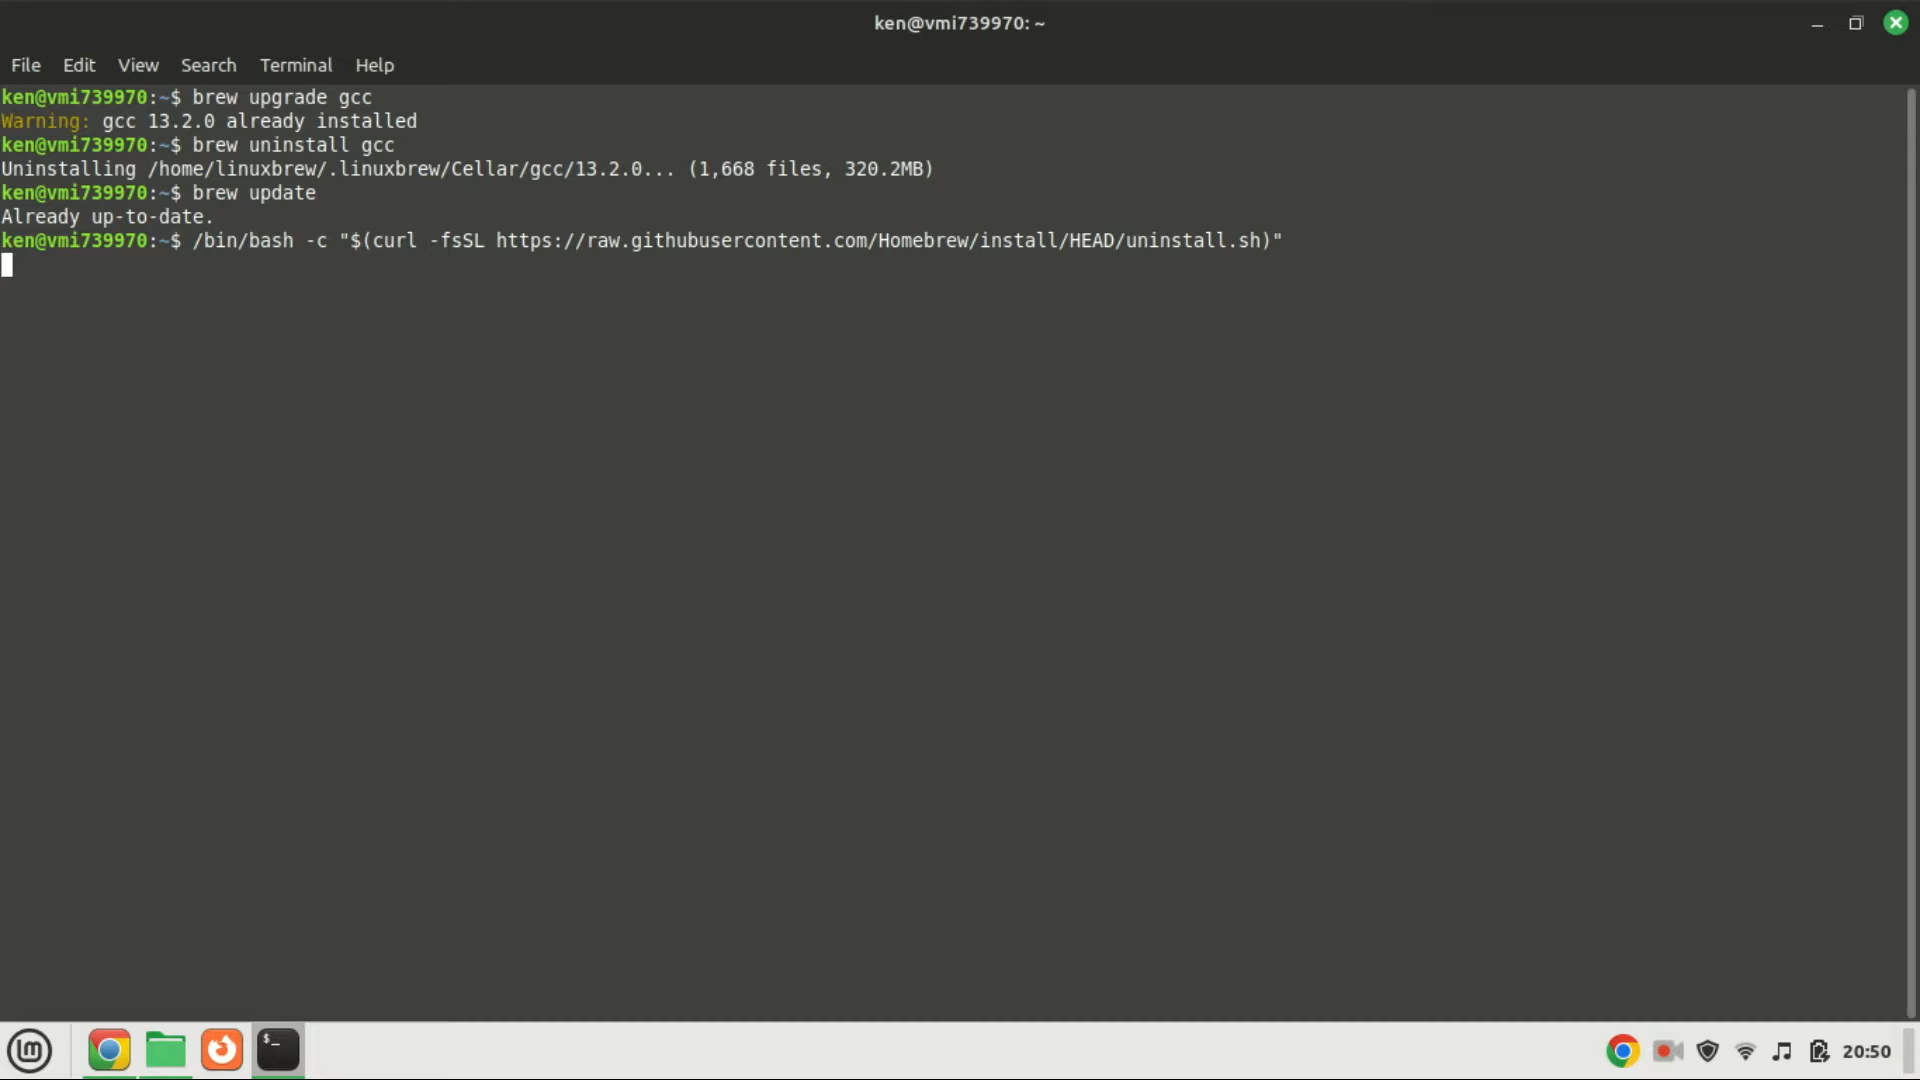 ken@vmi739970: ~
File Edit View Search Terminal Help
ken@vmi739970:~$ brew upgrade gcc
Warning: gcc 13.2.0 already installed
ken@vmi739970:~$ brew uninstall gcc
Uninstalling /home/linuxbrew/.linuxbrew/Cellar/gcc/13.2.0... (1,668 files, 320.2MB)
ken@vmi739970:~$ brew update
Already up-to-date.
ken@vmi739970:~$ /bin/bash -c "$(curl -fsSL https://raw.githubusercontent.com/Homebrew/install/HEAD/uninstall.sh)"
$_
20:50